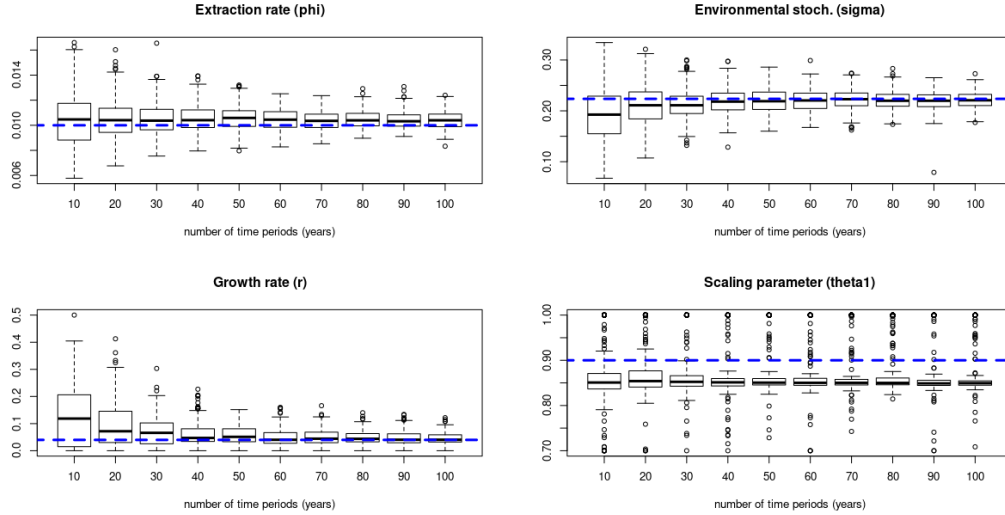 Extraction rate (phi)
0.014
0.010
0.006
10 20 30 40 50 60 70 80 90 100
number of time periods (years)
Environmental stoch. (sigma)
0.30
0.20
0.10
10 20 30 40 50 60 70 80 90 100
number of time periods (years)
Growth rate (r)
0.5
0.4
0.3
0.2
0.1
0.0
10 20 30 40 50 60 70 80 90 100
number of time periods (years)
Scaling parameter (theta1)
1.00
0.90
0.80
0.70
10 20 30 40 50 60 70 80 90 100
number of time periods (years)